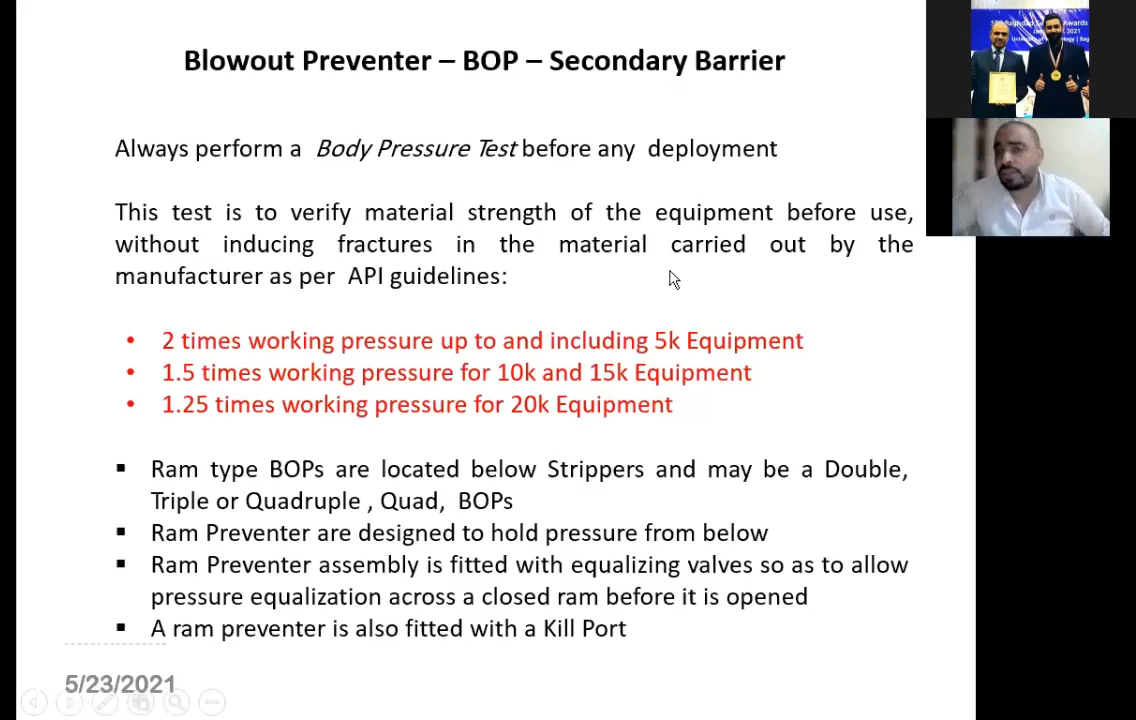 Blowout Preventer – BOP – Secondary Barrier
Always perform a Body Pressure Test before any deployment
This test is to verify material strength of the equipment before use,
without inducing fractures in the material carried out by the
manufacturer as per API guidelines:
• 2 times working pressure up to and including 5k Equipment
• 1.5 times working pressure for 10k and 15k Equipment
• 1.25 times working pressure for 20k Equipment
▪ Ram type BOPs are located below Strippers and may be a Double,
Triple or Quadruple , Quad, BOPs
▪ Ram Preventer are designed to hold pressure from below
▪ Ram Preventer assembly is fitted with equalizing valves so as to allow
pressure equalization across a closed ram before it is opened
▪ A ram preventer is also fitted with a Kill Port
5/23/2021
Baghdad Awards
2021
University of